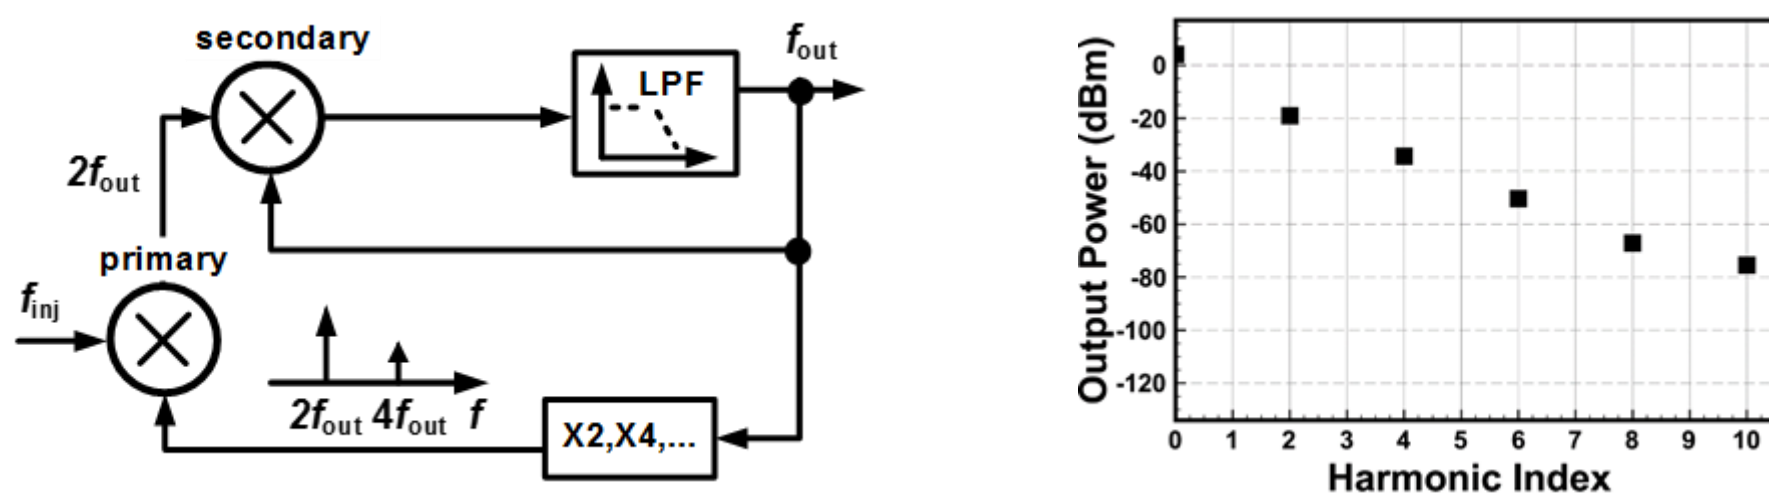 secondary
f_out
LPF
2f_out
primary
f_inj
2f_out 4f_out f
X2,X4,...
Output Power (dBm)
0
-20
-40
-60
-80
-100
-120
0 1 2 3 4 5 6 7 8 9 10
Harmonic Index